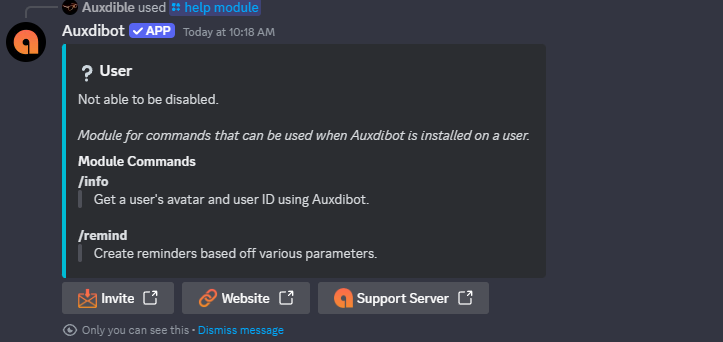 Auxdible used help module
Auxdibot ✓ APP Today at 10:18 AM
? User
Not able to be disabled.
Module for commands that can be used when Auxdibot is installed on a user.
Module Commands
/info
Get a user's avatar and user ID using Auxdibot.
/remind
Create reminders based off various parameters.
Invite Website Support Server
Only you can see this • Dismiss message